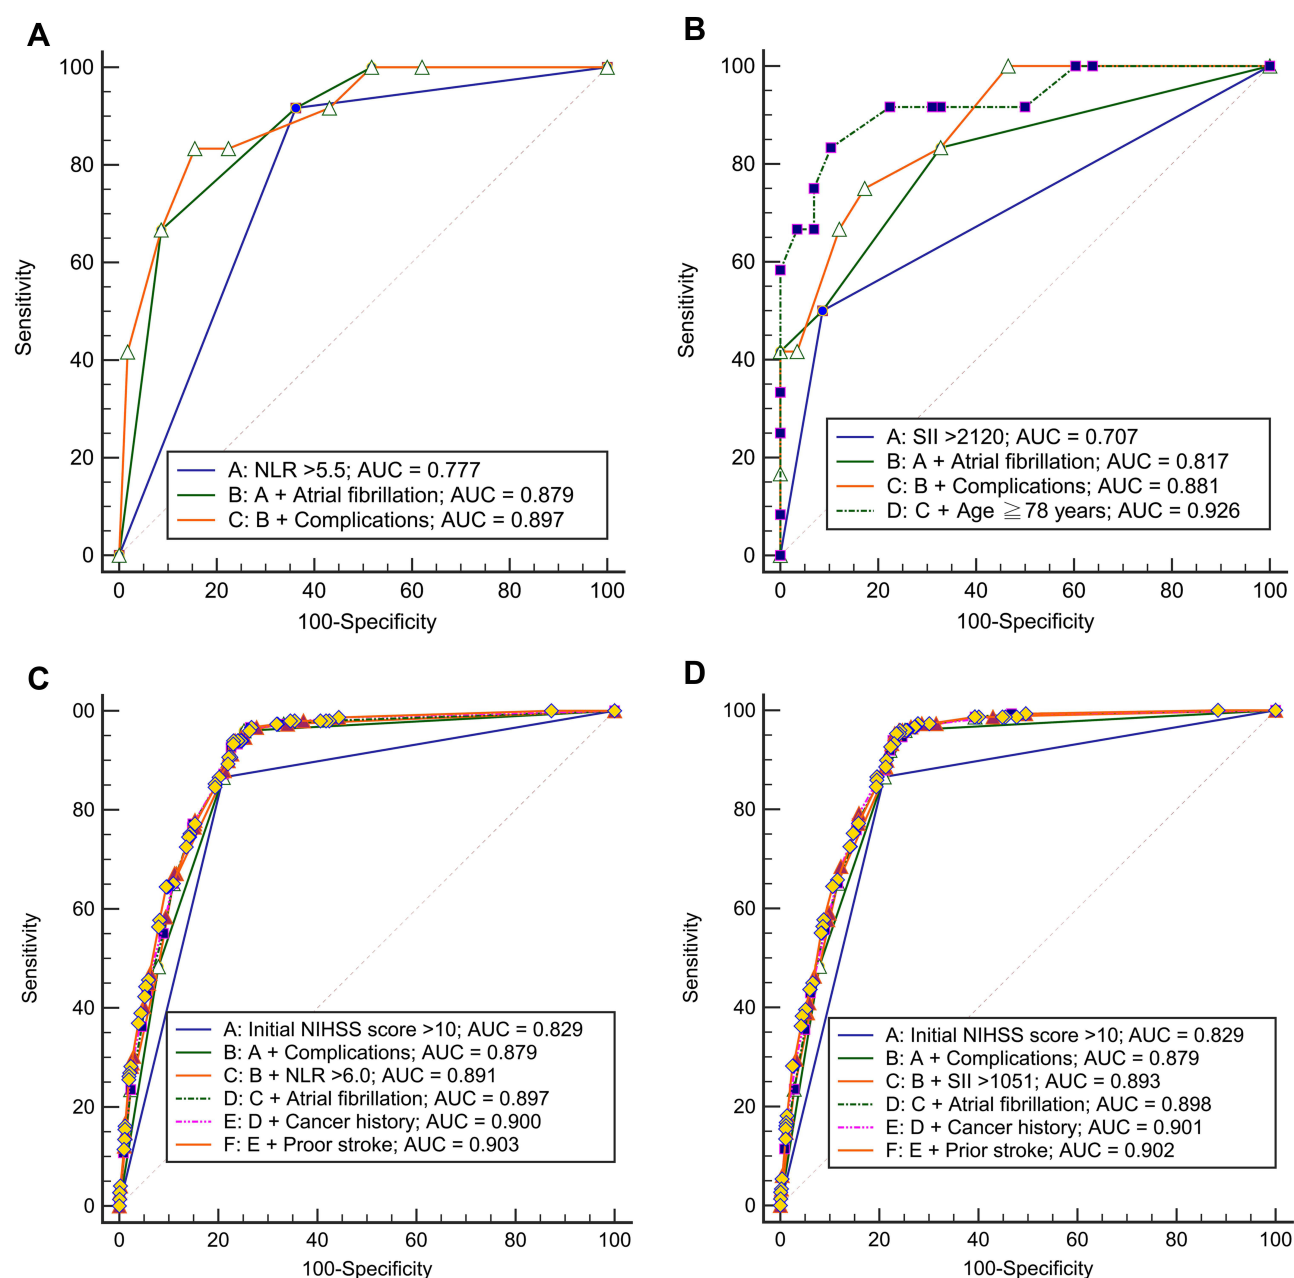 A
100
80
60
40
20
0
Sensitivity
A: NLR >5.5; AUC = 0.777
B: A + Atrial fibrillation; AUC = 0.879
C: B + Complications; AUC = 0.897
0 20 40 60 80 100
100-Specificity
B
100
80
60
40
20
0
Sensitivity
A: SII >2120; AUC = 0.707
B: A + Atrial fibrillation; AUC = 0.817
C: B + Complications; AUC = 0.881
D: C + Age ≧78 years; AUC = 0.926
0 20 40 60 80 100
100-Specificity
C
00
80
60
40
20
0
Sensitivity
A: Initial NIHSS score >10; AUC = 0.829
B: A + Complications; AUC = 0.879
C: B + NLR >6.0; AUC = 0.891
D: C + Atrial fibrillation; AUC = 0.897
E: D + Cancer history; AUC = 0.900
F: E + Proor stroke; AUC = 0.903
0 20 40 60 80 100
100-Specificity
D
100
80
60
40
20
0
Sensitivity
A: Initial NIHSS score >10; AUC = 0.829
B: A + Complications; AUC = 0.879
C: B + SII >1051; AUC = 0.893
D: C + Atrial fibrillation; AUC = 0.898
E: D + Cancer history; AUC = 0.901
F: E + Prior stroke; AUC = 0.902
0 20 40 60 80 100
100-Specificity